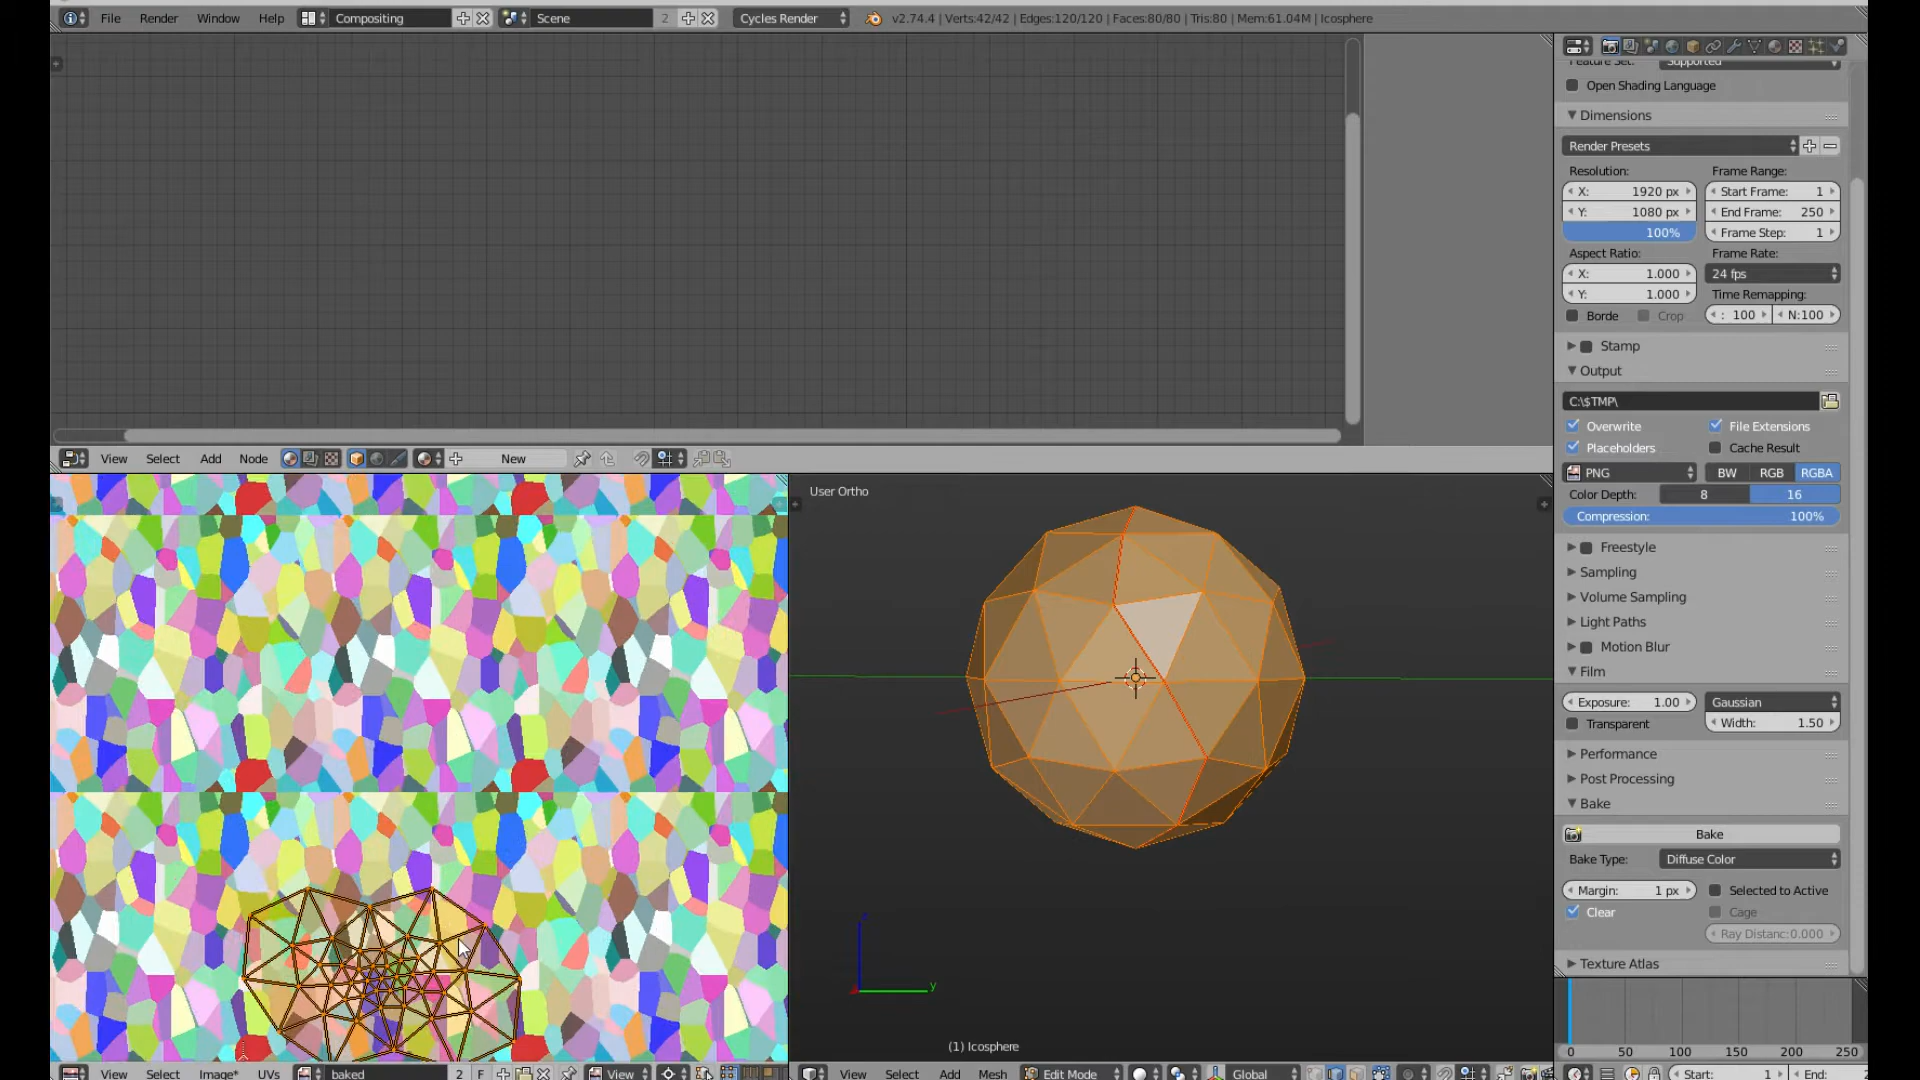 File Render Window Help Compositing Scene 2 Cycles Render v2.74.4 | Verts:42/42 | Edges:120/120 | Faces:80/80 | Tris:80 | Mem:61.04M | Icosphere
Feature Set: Supported
Open Shading Language
Dimensions
Render Presets
Resolution: Frame Range:
X: 1920 px Start Frame: 1
Y: 1080 px End Frame: 250
100% Frame Step: 1
Aspect Ratio: Frame Rate:
X: 1.000 24 fps
Y: 1.000 Time Remapping:
Borde Crop : 100 N:100
Stamp
Output
C:\$TMP\
Overwrite File Extensions
Placeholders Cache Result
PNG BW RGB RGBA
Color Depth: 8 16
Compression: 100%
Freestyle
Sampling
Volume Sampling
Light Paths
Motion Blur
Film
Exposure: 1.00 Gaussian
Transparent Width: 1.50
Performance
Post Processing
Bake
Bake
Bake Type: Diffuse Color
Margin: 1 px Selected to Active
Clear Cage
Ray Distanc:0.000
Texture Atlas
View Select Add Node New
User Ortho
z
y
(1) Icosphere
0 50 100 150 200 250
View Select Image* UVs baked 2 F View
View Select Add Mesh Edit Mode Global
Start: 1 End: